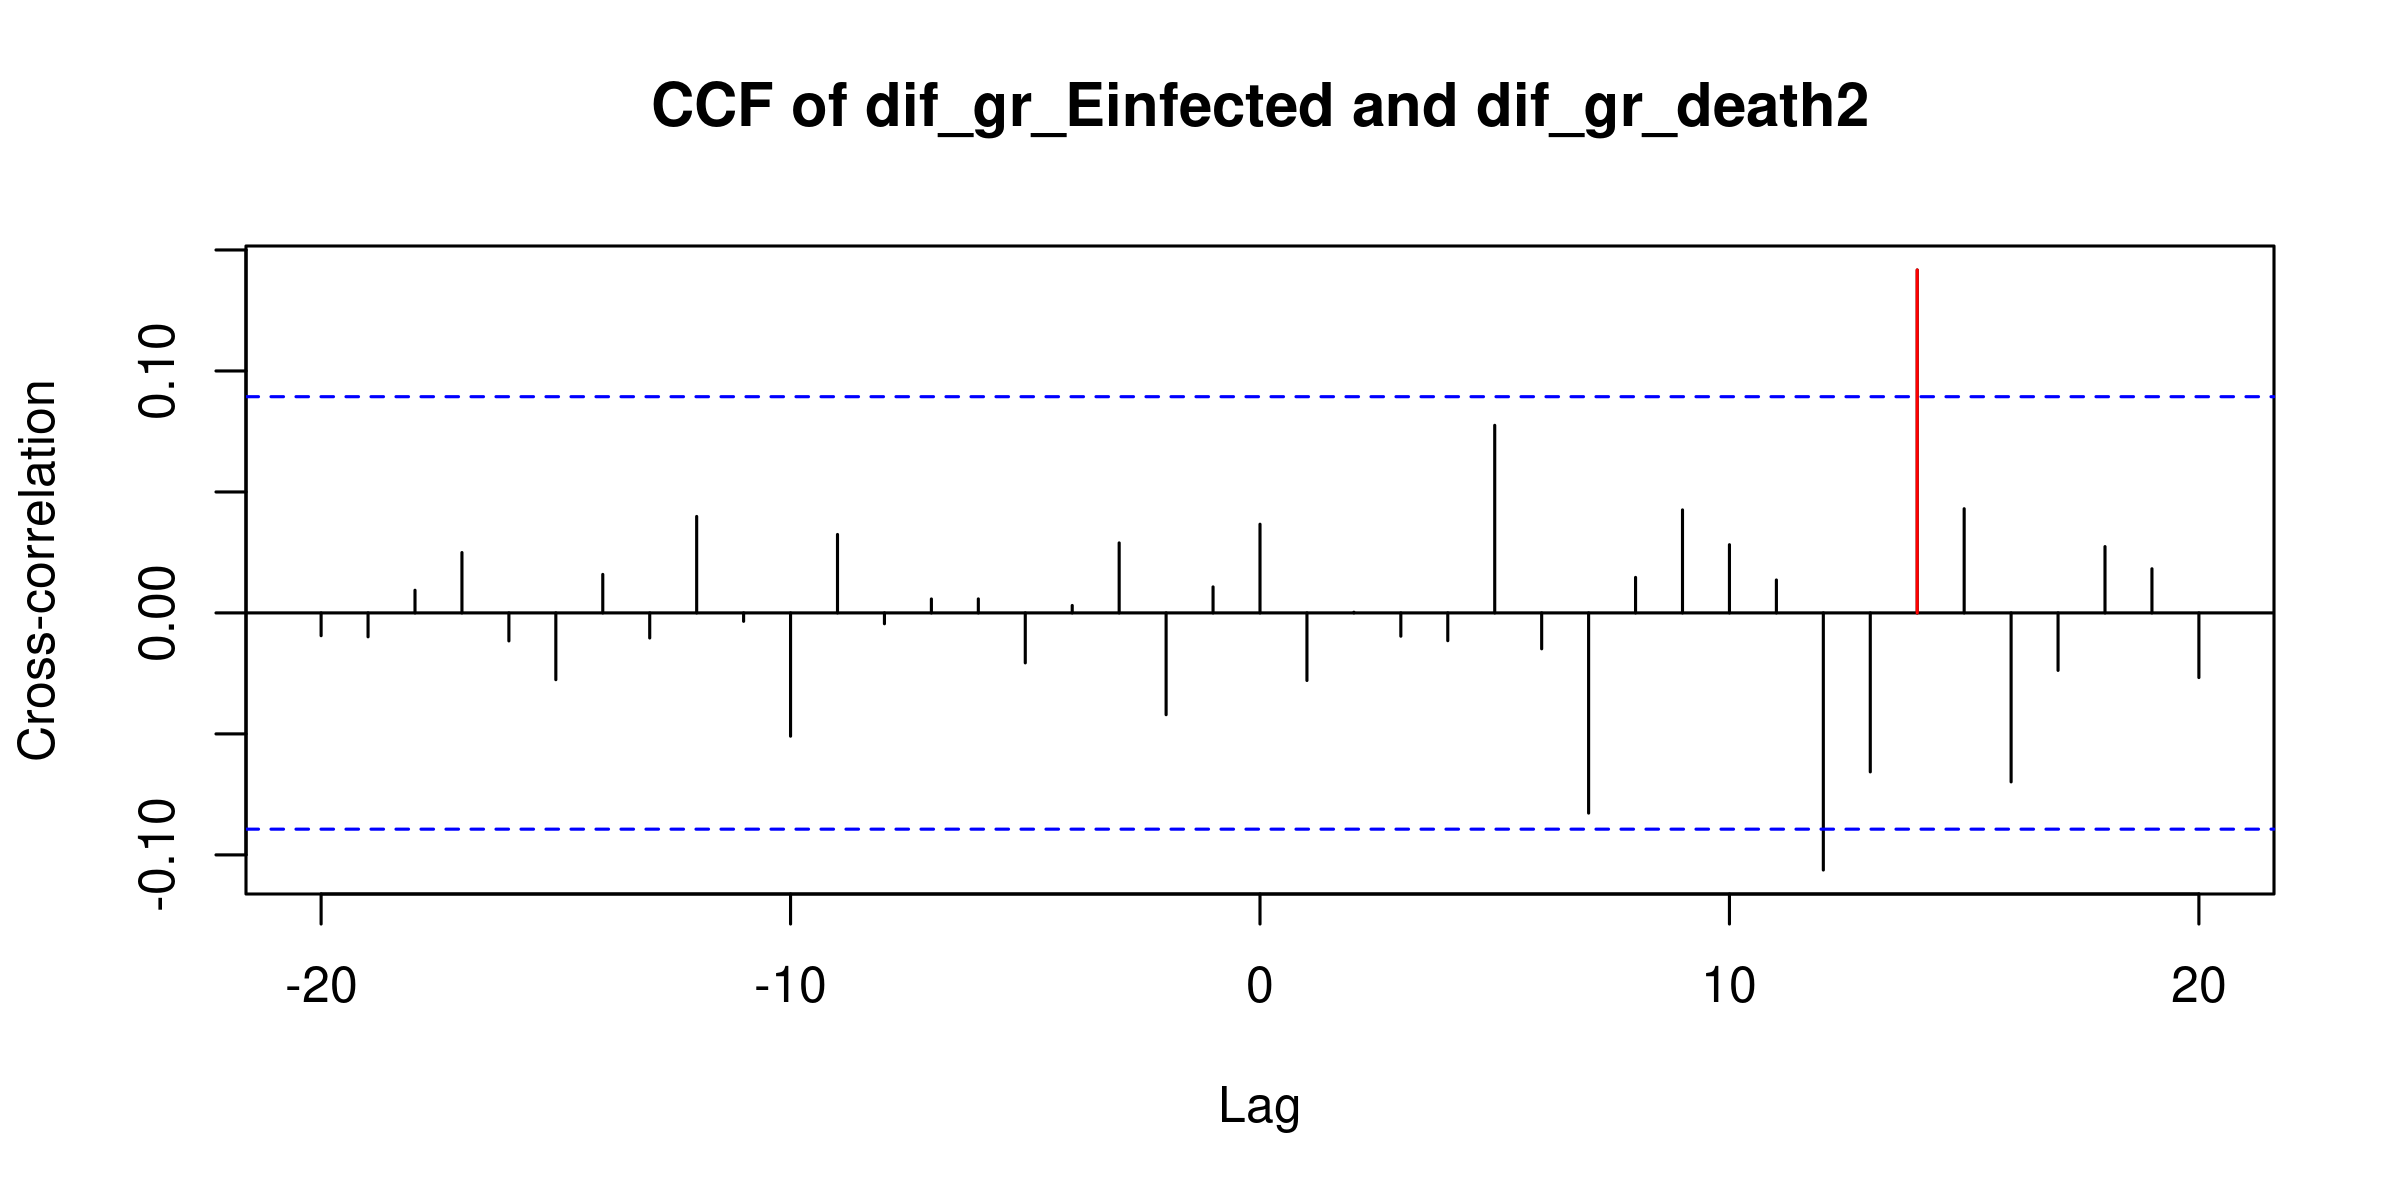 CCF of dif_gr_Einfected and dif_gr_death2
Cross-correlation
0.10
0.00
-0.10
-20 -10 0 10 20
Lag